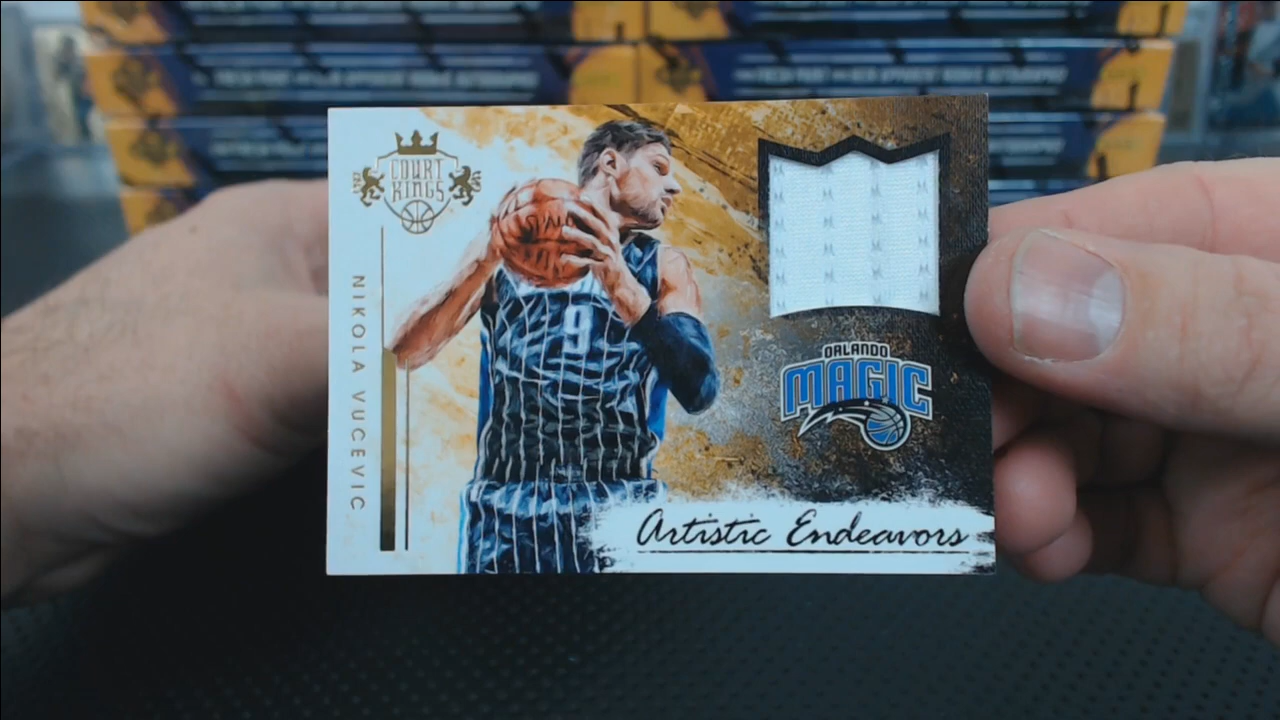 COURT
KINGS
NIKOLA VUCEVIC
9
ORLANDO
MAGIC
Artistic Endeavors